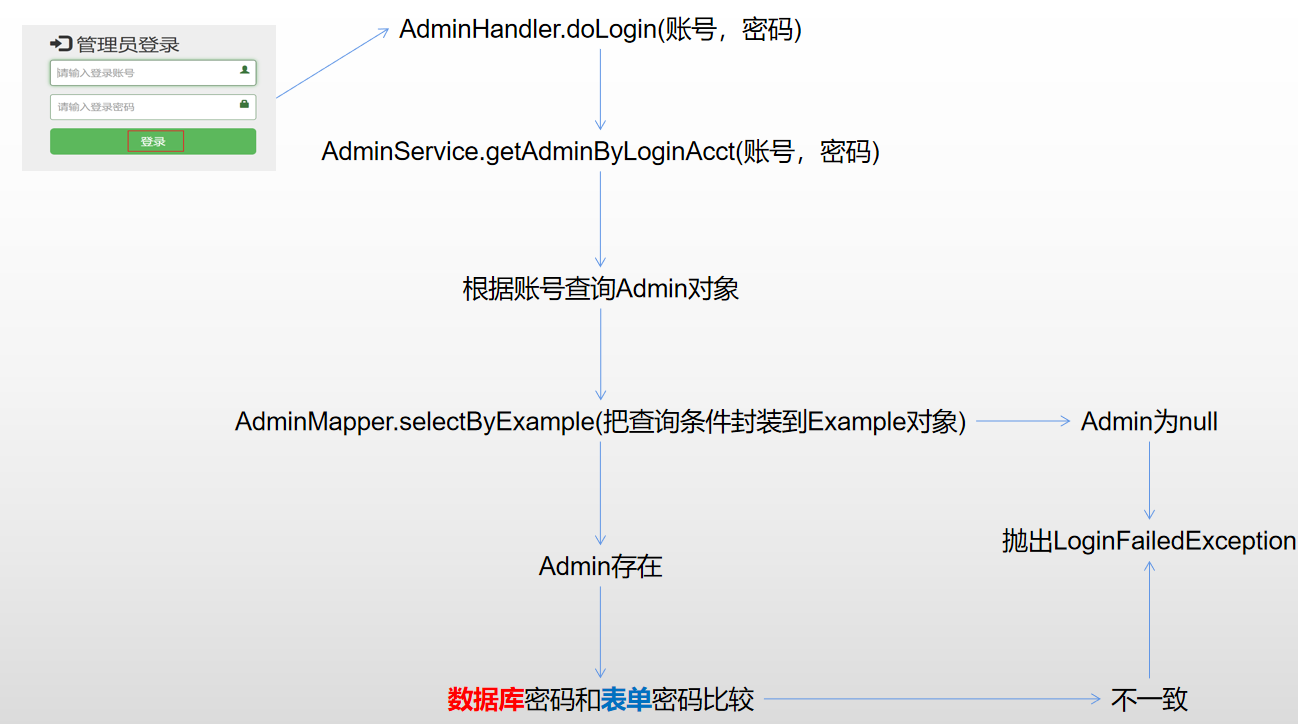 管理员登录
请输入登录账号
请输入登录密码
登录
AdminHandler.doLogin(账号，密码)
AdminService.getAdminByLoginAcct(账号，密码)
根据账号查询Admin对象
AdminMapper.selectByExample(把查询条件封装到Example对象)
Admin为null
抛出LoginFailedException
Admin存在
数据库密码和表单密码比较
不一致